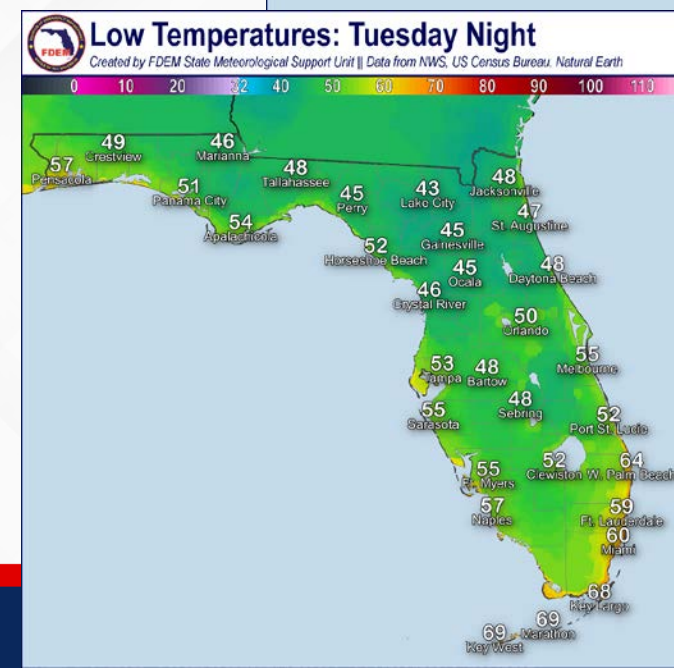 FDEM
Low Temperatures: Tuesday Night
Created by FDEM State Meteorological Support Unit || Data from NWS, US Census Bureau, Natural Earth
0 10 20 32 40 50 60 70 80 90 100 110
49
Crestview
46
Marianna
57
Pensacola
48
Tallahassee
51
Panama City
45
Perry
43
Lake City
48
Jacksonville
54
Apalachicola
47
St. Augustine
52
Horseshoe Beach
45
Gainesville
45
Ocala
48
Daytona Beach
46
Crystal River
50
Orlando
53
Tampa
48
Bartow
55
Melbourne
55
Sarasota
48
Sebring
52
Port St. Lucie
55
Ft. Myers
52
Clewiston
64
W. Palm Beach
57
Naples
59
Ft. Lauderdale
60
Miami
68
Key Largo
69
Marathon
69
Key West